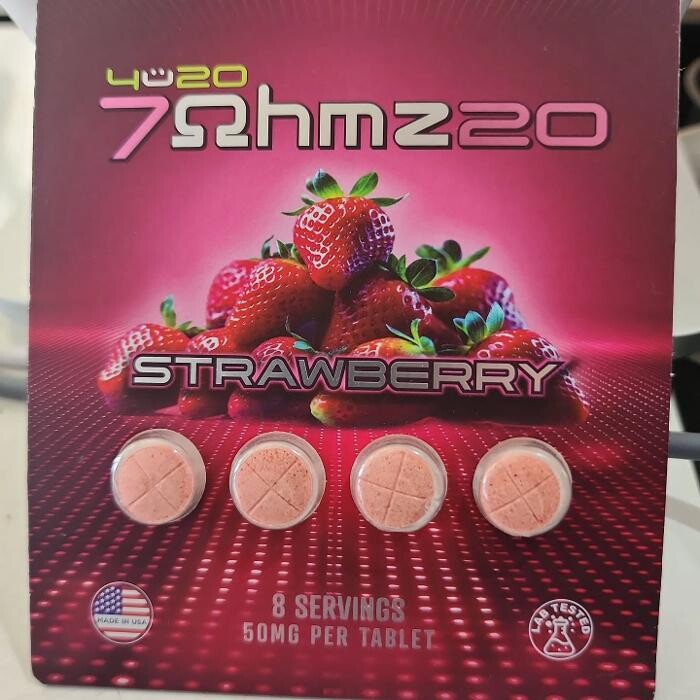 4U20
7Ωhmz20
STRAWBERRY
MADE IN USA
8 SERVINGS
50MG PER TABLET
LAB TESTED